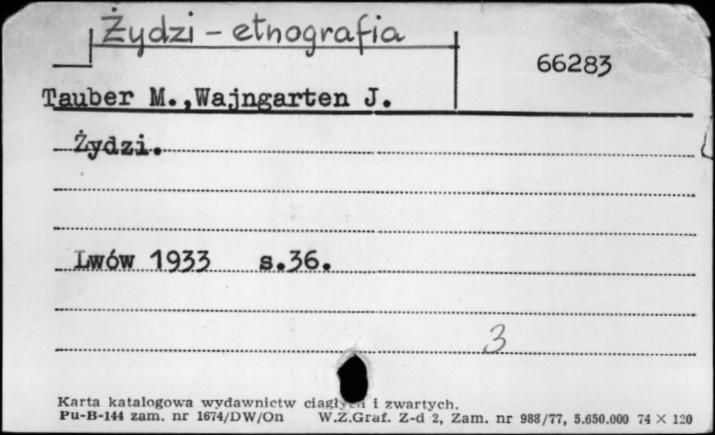 Żydzi - etnografia
66283
Tauber M.,Wajngarten J.
Żydzi.
Lwów 1933 s.36.
3
Karta katalogowa wydawnictw ciągłych i zwartych.
Pu-B-144 zam. nr 1674/DW/On W.Z.Graf. Z-d 2, Zam. nr 988/77, 5.650.000 74 × 120